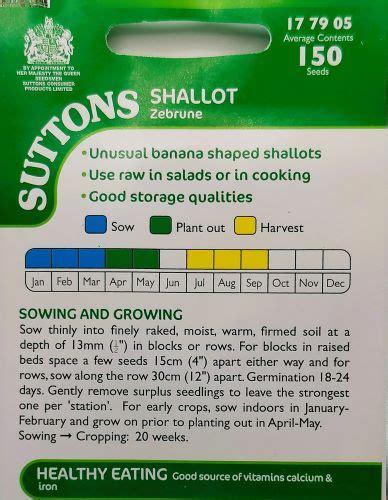 17 79 05
Average Contents
150
Seeds
BY APPOINTMENT TO
HER MAJESTY THE QUEEN
SEEDSMEN
SUTTONS CONSUMER
PRODUCTS LIMITED
SUTTONS
SHALLOT
Zebrune
• Unusual banana shaped shallots
• Use raw in salads or in cooking
• Good storage qualities
Sow Plant out Harvest
Jan Feb Mar Apr May Jun Jul Aug Sep Oct Nov Dec
SOWING AND GROWING
Sow thinly into finely raked, moist, warm, firmed soil at a
depth of 13mm (½") in blocks or rows. For blocks in raised
beds space a few seeds 15cm (4") apart either way and for
rows, sow along the row 30cm (12") apart. Germination 18-24
days. Gently remove surplus seedlings to leave the strongest
one per 'station'. For early crops, sow indoors in January-
February and grow on prior to planting out in April-May.
Sowing → Cropping: 20 weeks.
HEALTHY EATING Good source of vitamins calcium &
iron